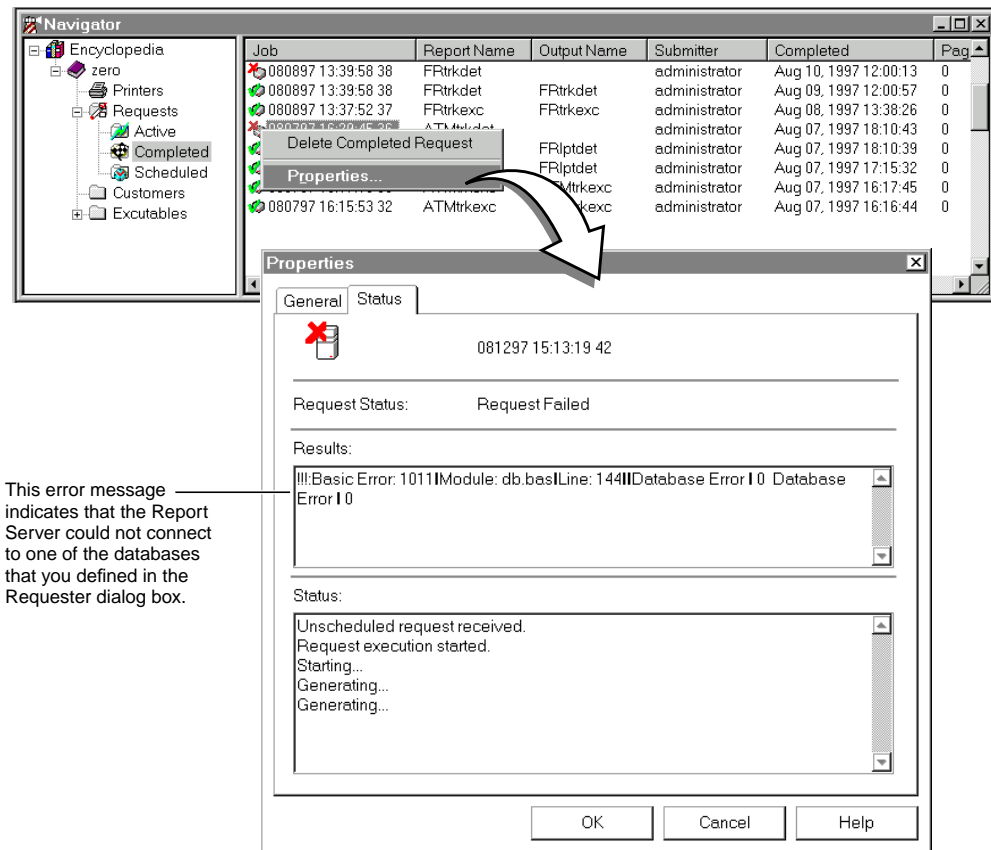 Navigator
Encyclopedia
zero
Printers
Requests
Active
Completed
Scheduled
Customers
Excutables
Job Report Name Output Name Submitter Completed Pag
080897 13:39:58 38 FRtrkdet administrator Aug 10, 1997 12:00:13 0
080897 13:39:58 38 FRtrkdet FRtrkdet administrator Aug 09, 1997 12:00:57 0
080897 13:37:52 37 FRtrkexc FRtrkexc administrator Aug 08, 1997 13:38:26 0
administrator Aug 07, 1997 18:10:43 0
FRlptdet administrator Aug 07, 1997 18:10:39 0
FRlptdet administrator Aug 07, 1997 17:15:32 0
administrator Aug 07, 1997 16:17:45 0
080797 16:15:53 32 ATMtrkexc administrator Aug 07, 1997 16:16:44 0
Delete Completed Request
Properties...
Properties
General Status
081297 15:13:19 42
Request Status: Request Failed
Results:
!!!:Basic Error: 1011|Module: db.bas|Line: 144||Database Error | 0 Database
Error | 0
Status:
Unscheduled request received.
Request execution started.
Starting...
Generating...
Generating...
OK Cancel Help
This error message
indicates that the Report
Server could not connect
to one of the databases
that you defined in the
Requester dialog box.